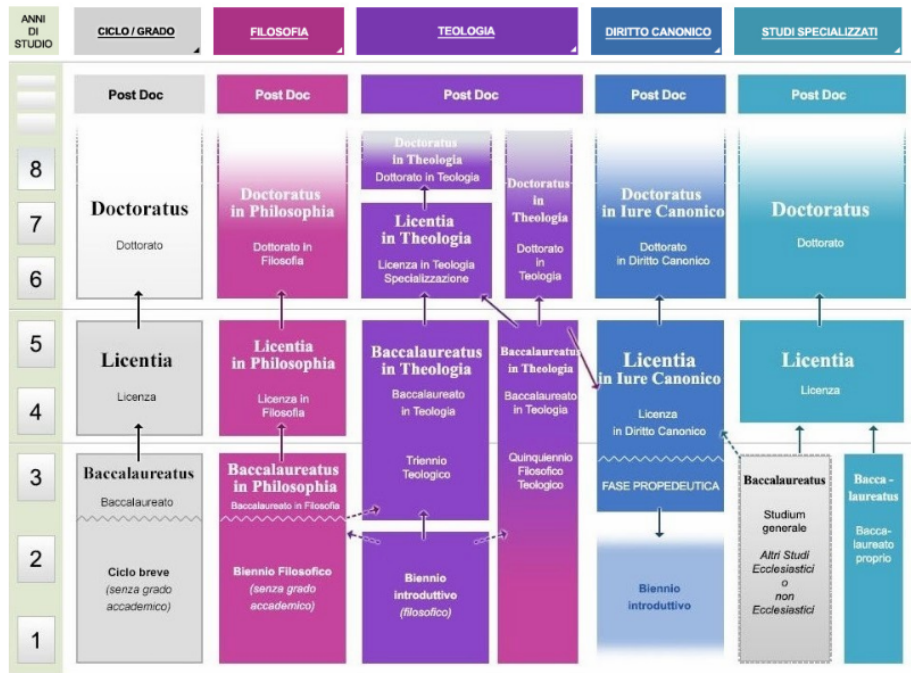 ANNI
DI
STUDIO
CICLO / GRADO
FILOSOFIA
TEOLOGIA
DIRITTO CANONICO
STUDI SPECIALIZZATI
8
7
6
5
4
3
2
1
Post Doc
Doctoratus
Dottorato
Licentia
Licenza
Baccalaureatus
Baccalaureato
Ciclo breve
(senza grado
accademico)
Post Doc
Doctoratus
in Philosophia
Dottorato in
Filosofia
Licentia
in Philosophia
Licenza in
Filosofia
Baccalaureatus
in Philosophia
Baccalaureato in Filosofia
Biennio Filosofico
(senza grado
accademico)
Post Doc
Doctoratus
in Theologia
Dottorato in Teologia
Licentia
in Theologia
Licenza in Teologia
Specializzazione
Baccalaureatus
in Theologia
Baccalaureato
in Teologia
Triennio
Teologico
Biennio
introduttivo
(filosofico)
Doctoratus
in
Theologia
Dottorato
in
Teologia
Baccalaureatus
in Theologia
Baccalaureato
in Teologia
Quinquiennio
Filosofico
Teologico
Post Doc
Doctoratus
in Iure Canonico
Dottorato
in Diritto Canonico
Licentia
in Iure Canonico
Licenza
in Diritto Canonico
FASE PROPEDEUTICA
Biennio
introduttivo
Post Doc
Doctoratus
Dottorato
Licentia
Licenza
Baccalaureatus
Studium
generale
Altri Studi
Ecclesiastici
o
non
Ecclesiastici
Bacca -
laureatus
Bacca-
laureato
proprio